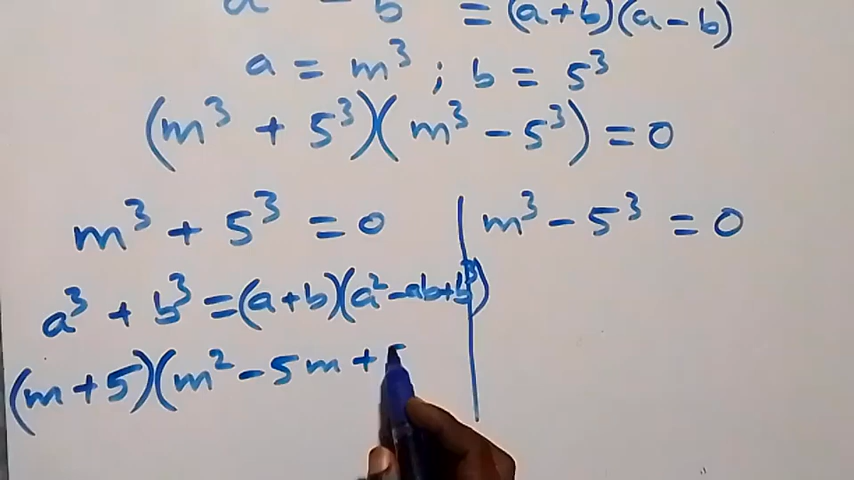 a - b = (a+b)(a-b)
a = m³ ; b = 5³
(m³ + 5³)(m³ - 5³) = 0
m³ + 5³ = 0
a³ + b³ = (a+b)(a² - ab + b³)
(m + 5)(m² - 5m +
m³ - 5³ = 0